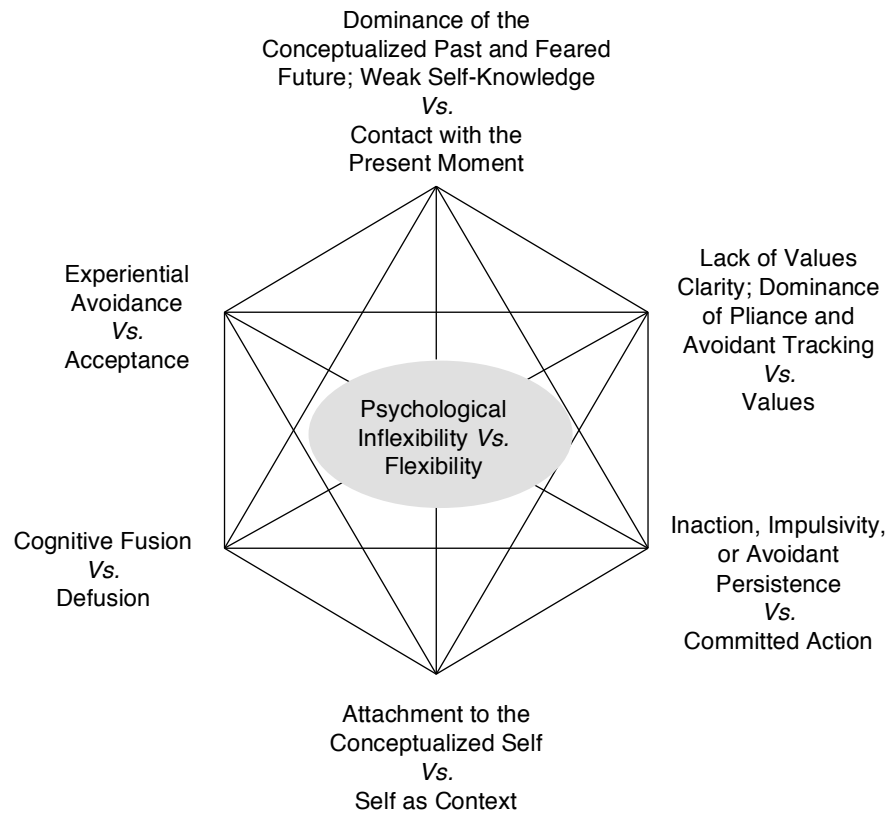 Dominance of the
Conceptualized Past and Feared
Future; Weak Self-Knowledge
Vs.
Contact with the
Present Moment
Experiential
Avoidance
Vs.
Acceptance
Lack of Values
Clarity; Dominance
of Pliance and
Avoidant Tracking
Vs.
Values
Psychological
Inflexibility Vs.
Flexibility
Cognitive Fusion
Vs.
Defusion
Inaction, Impulsivity,
or Avoidant
Persistence
Vs.
Committed Action
Attachment to the
Conceptualized Self
Vs.
Self as Context